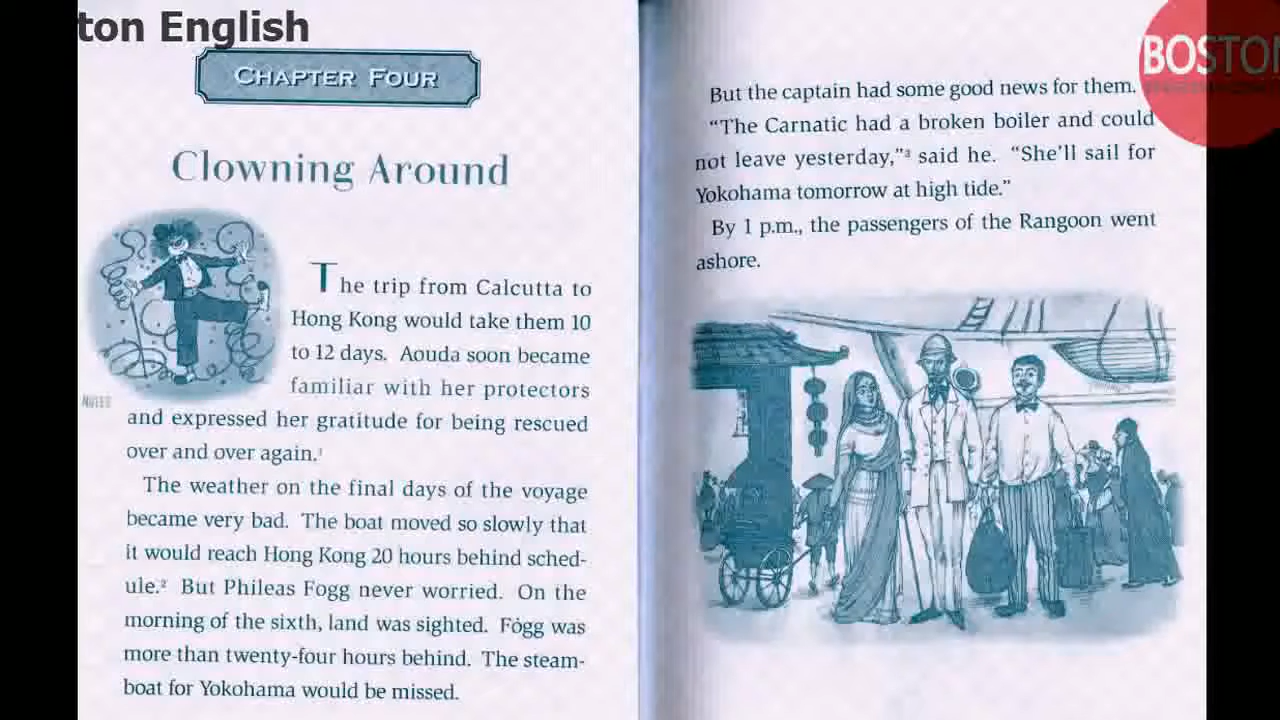 ton English
BOSTON
CHAPTER FOUR
Clowning Around
The trip from Calcutta to
Hong Kong would take them 10
to 12 days. Aouda soon became
familiar with her protectors
and expressed her gratitude for being rescued
over and over again.¹
The weather on the final days of the voyage
became very bad. The boat moved so slowly that
it would reach Hong Kong 20 hours behind sched-
ule.² But Phileas Fogg never worried. On the
morning of the sixth, land was sighted. Fogg was
more than twenty-four hours behind. The steam-
boat for Yokohama would be missed.
But the captain had some good news for them.
“The Carnatic had a broken boiler and could
not leave yesterday,”³ said he. “She'll sail for
Yokohama tomorrow at high tide.”
By 1 p.m., the passengers of the Rangoon went
ashore.